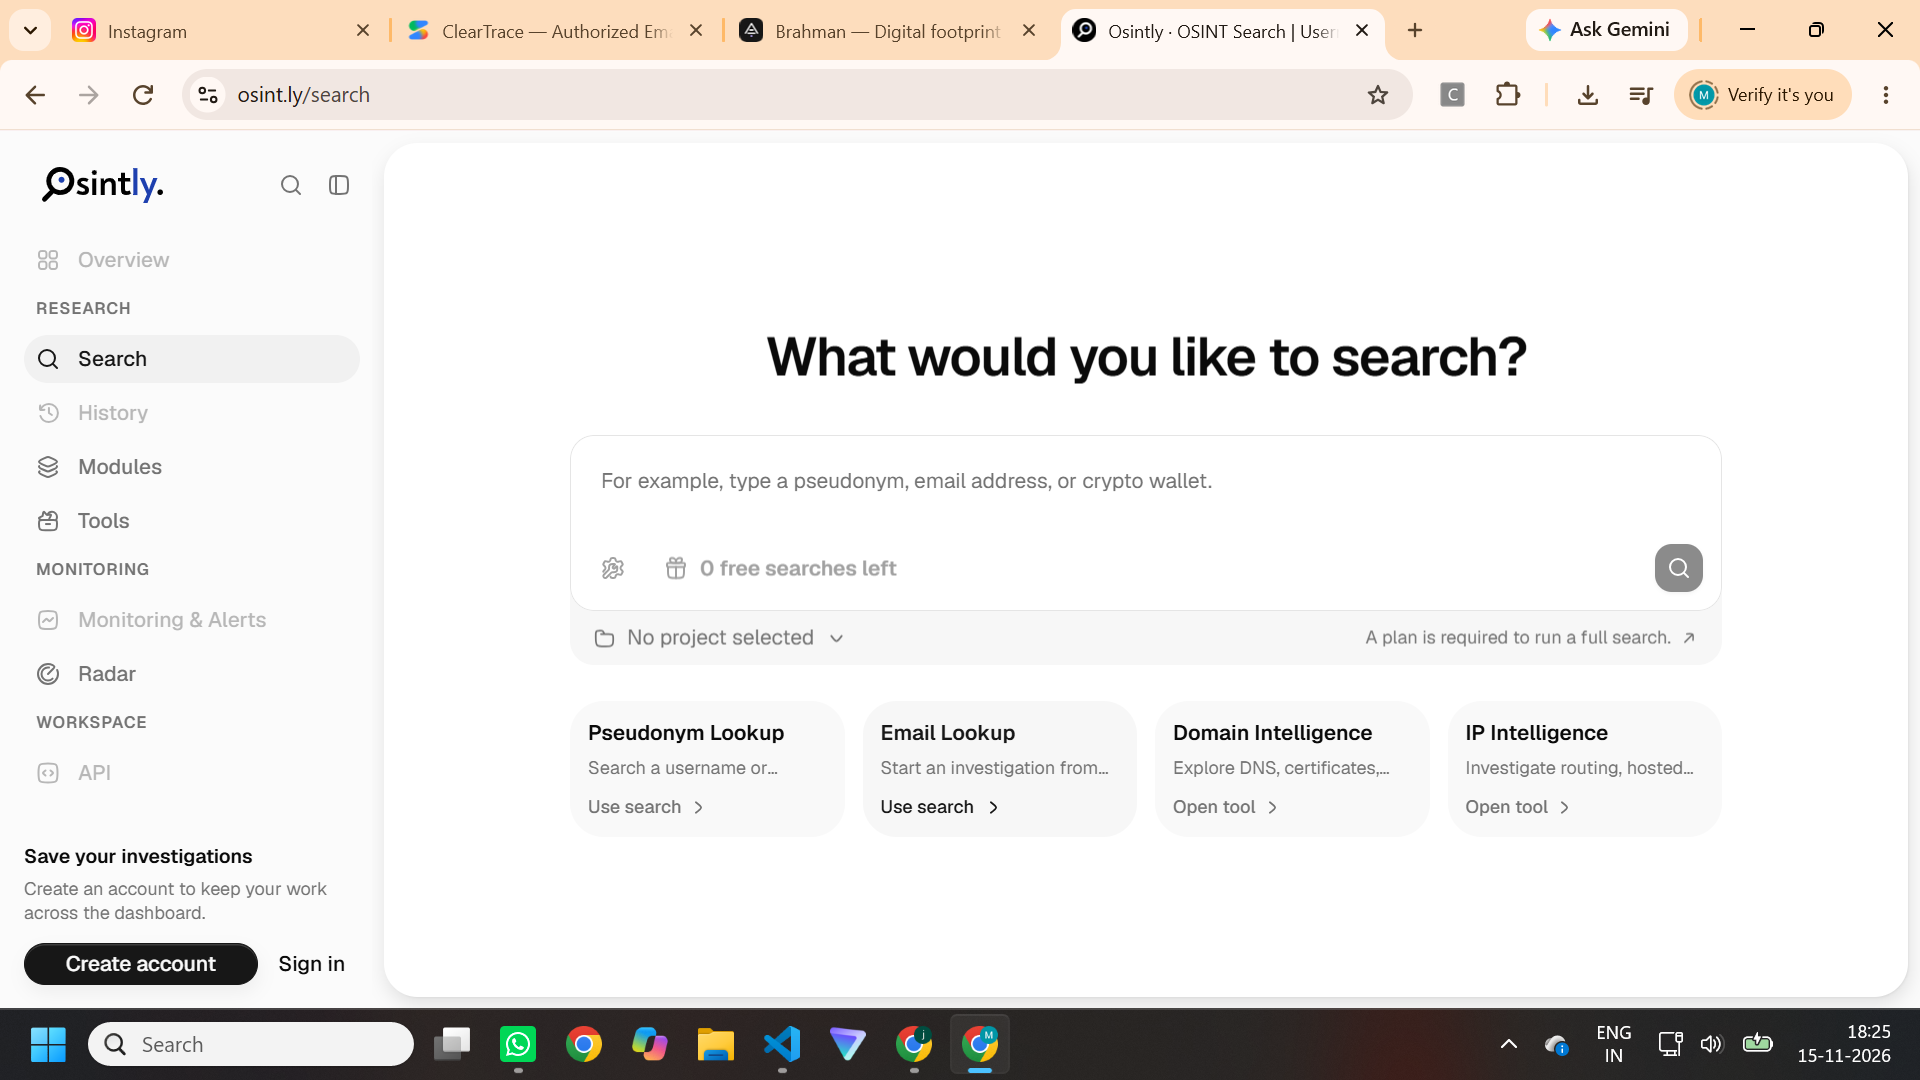 Instagram
ClearTrace — Authorized Ema
Brahman — Digital footprint
Osintly · OSINT Search | User
Ask Gemini
osint.ly/search
C
M
Verify it's you
Osintly.
Overview
RESEARCH
Search
History
Modules
Tools
MONITORING
Monitoring & Alerts
Radar
WORKSPACE
API
Save your investigations
Create an account to keep your work
across the dashboard.
Create account
Sign in
What would you like to search?
For example, type a pseudonym, email address, or crypto wallet.
0 free searches left
No project selected
A plan is required to run a full search.
Pseudonym Lookup
Search a username or...
Use search
Email Lookup
Start an investigation from...
Use search
Domain Intelligence
Explore DNS, certificates,...
Open tool
IP Intelligence
Investigate routing, hosted...
Open tool
Search
J
M
ENG
IN
18:25
15-11-2026